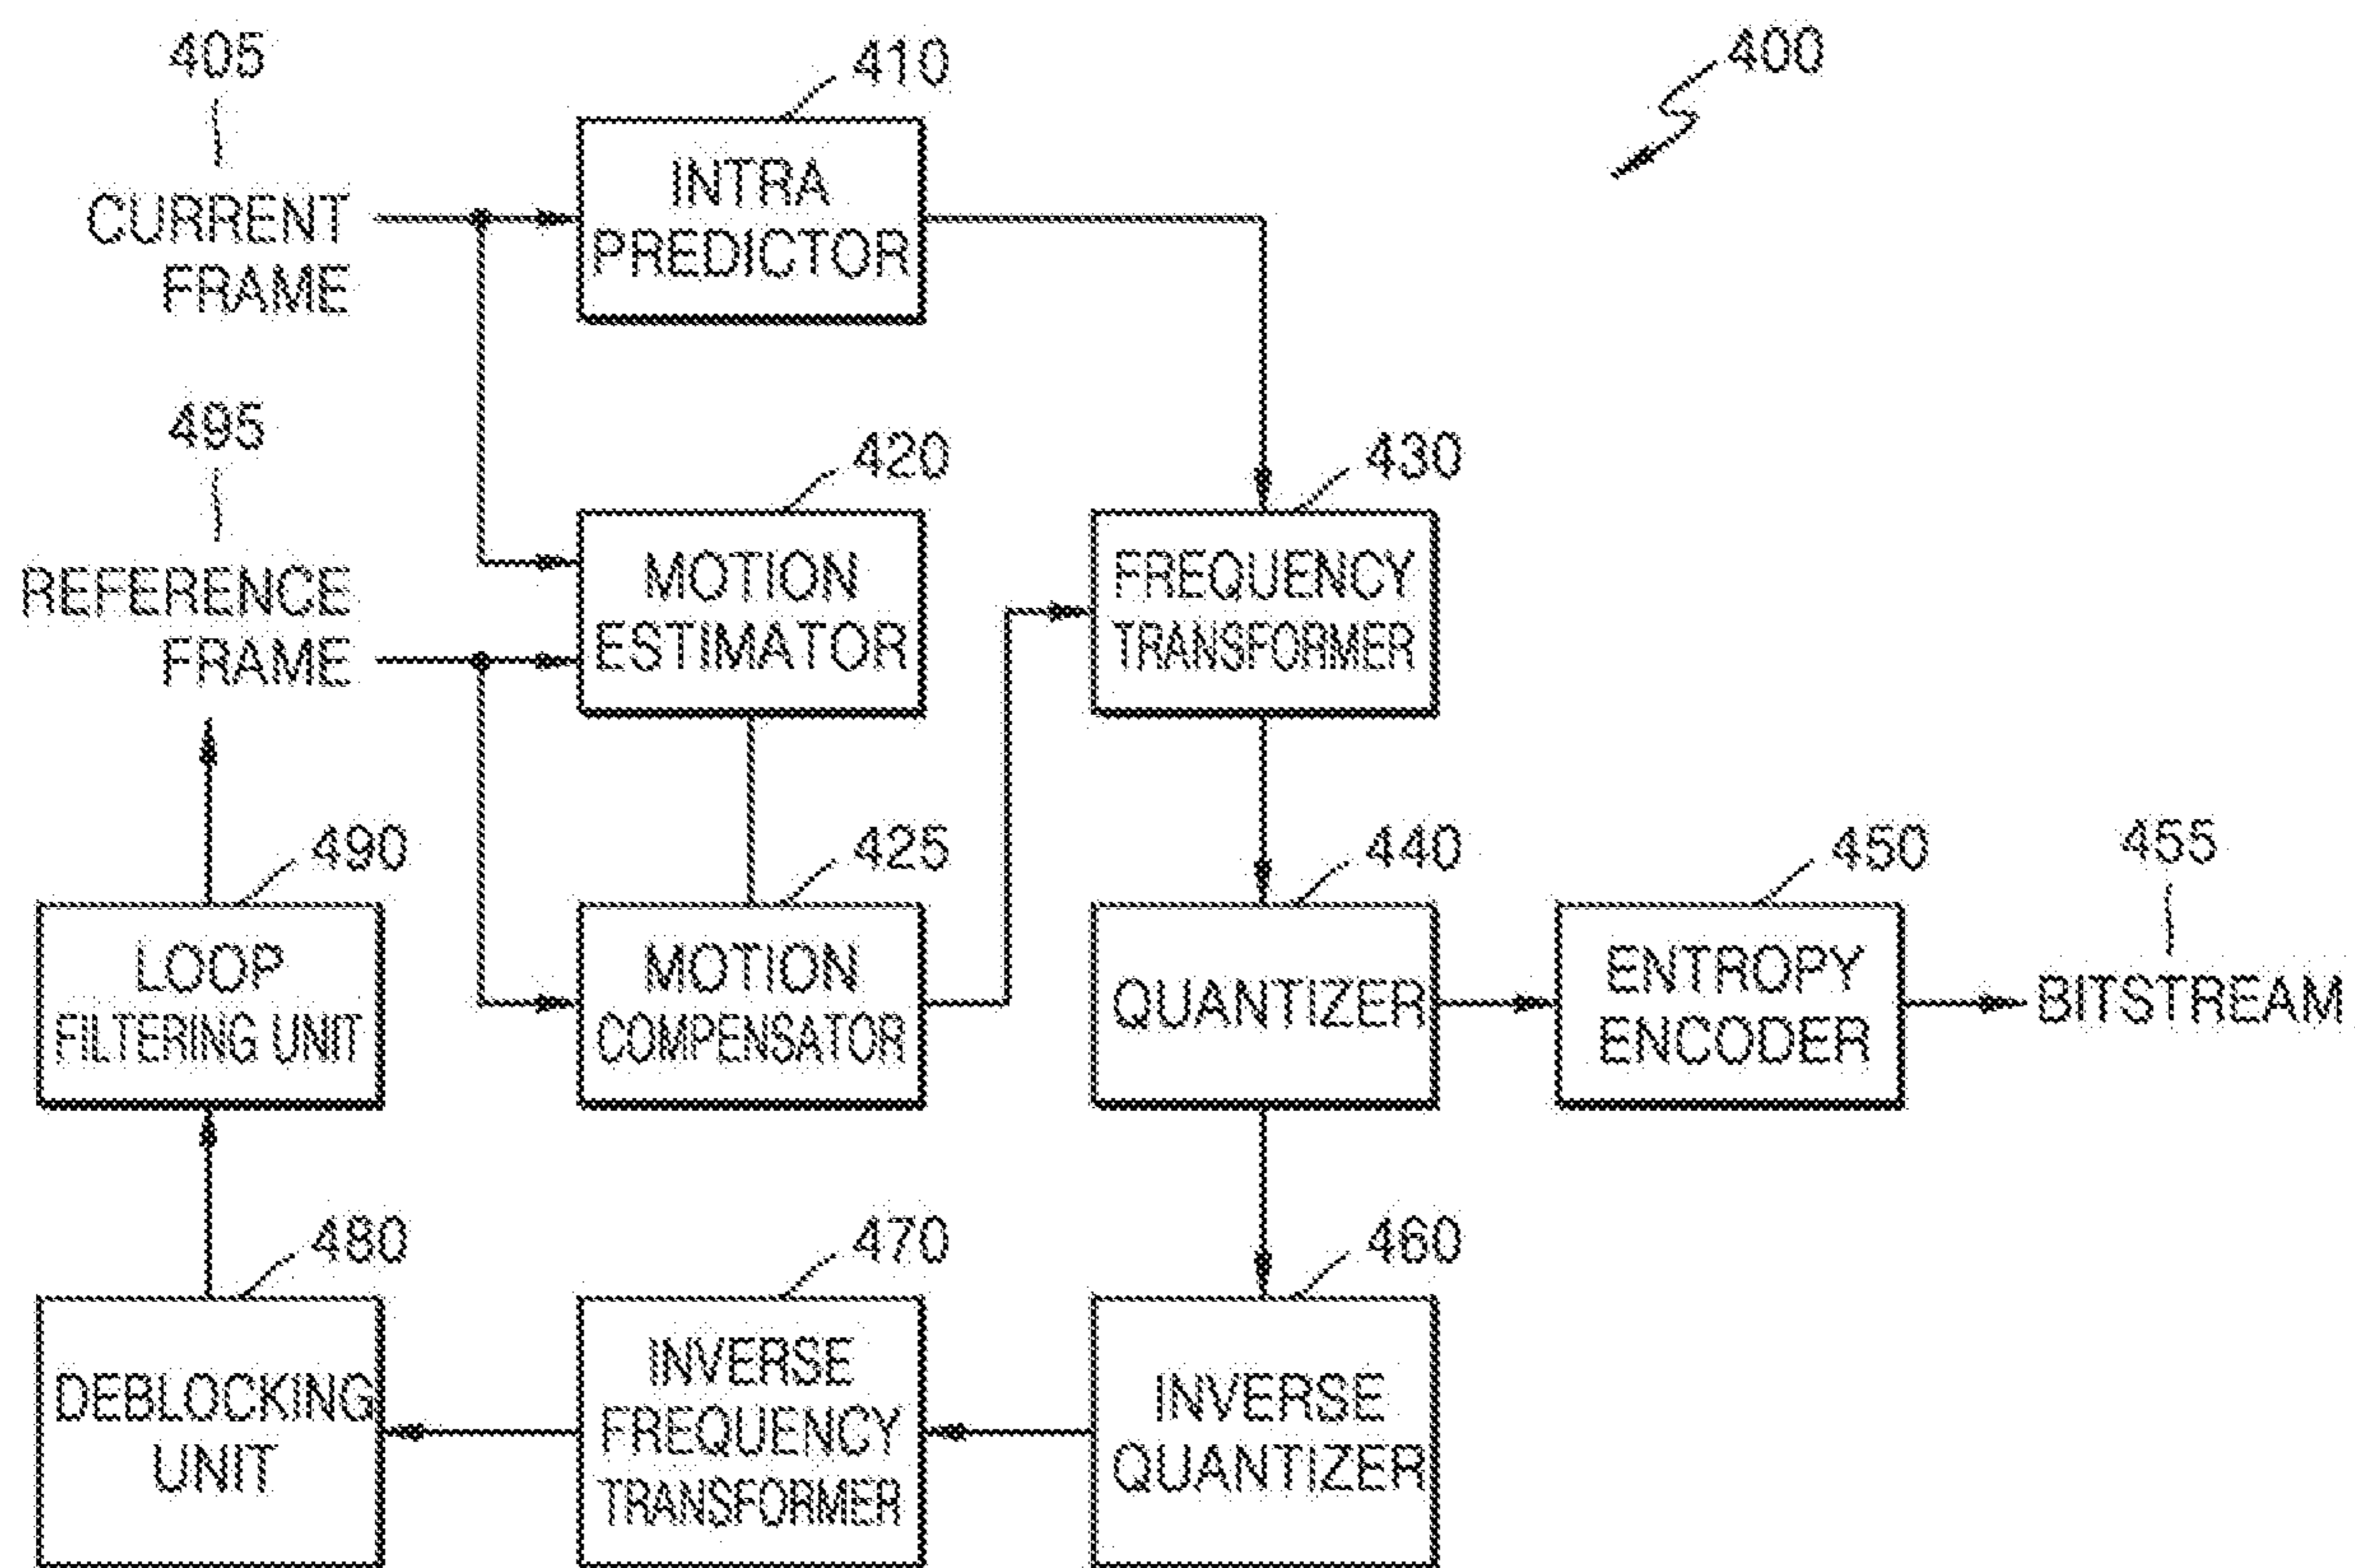 405
410
400
CURRENT
FRAME
INTRA
PREDICTOR
495
420
430
REFERENCE
FRAME
MOTION
ESTIMATOR
FREQUENCY
TRANSFORMER
490
425
440
450
455
LOOP
FILTERING UNIT
MOTION
COMPENSATOR
QUANTIZER
ENTROPY
ENCODER
BITSTREAM
480
470
460
DEBLOCKING
UNIT
INVERSE
FREQUENCY
TRANSFORMER
INVERSE
QUANTIZER